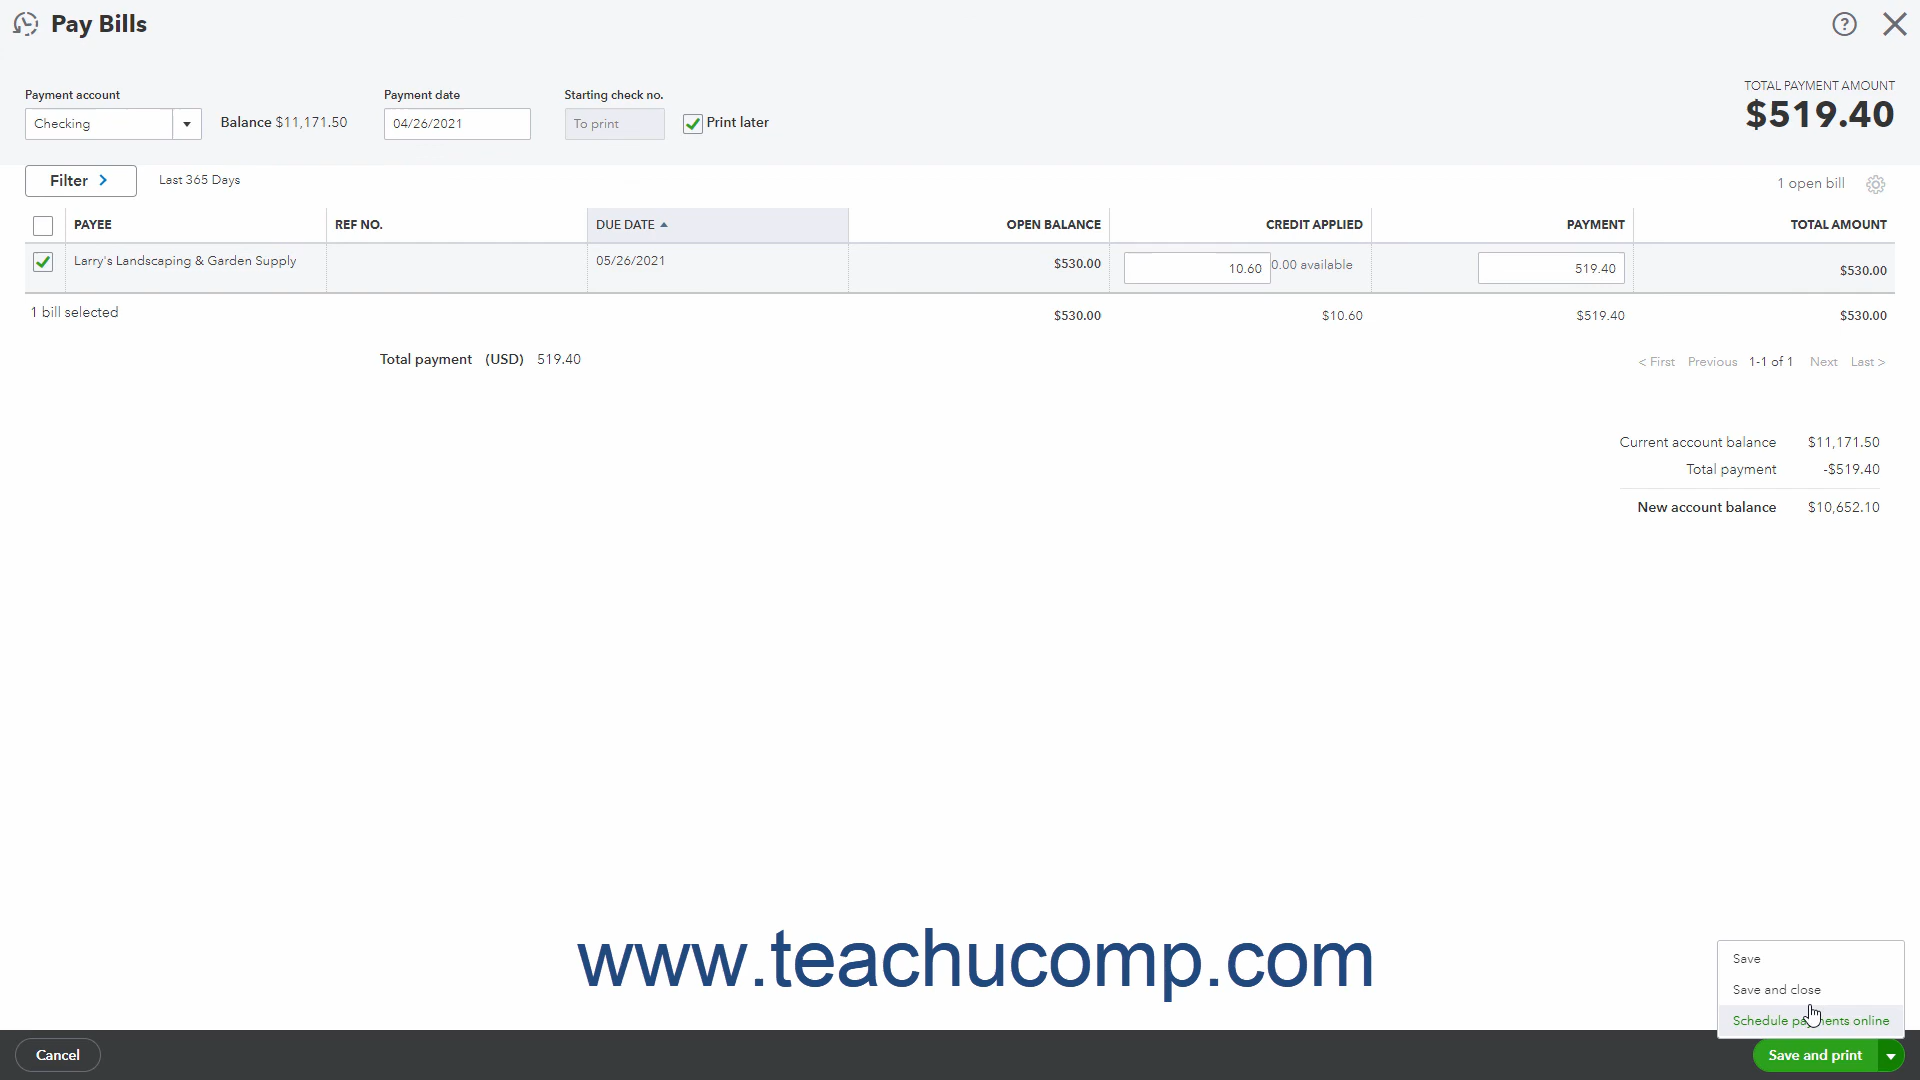 Pay Bills
TOTAL PAYMENT AMOUNT
$519.40
Payment account
Payment date
Starting check no.
Checking
Balance $11,171.50
04/26/2021
To print
Print later
Filter
Last 365 Days
1 open bill
PAYEE REF NO. DUE DATE OPEN BALANCE CREDIT APPLIED PAYMENT TOTAL AMOUNT
Larry's Landscaping & Garden Supply 05/26/2021 $530.00 10.60 0.00 available 519.40 $530.00
1 bill selected $530.00 $10.60 $519.40 $530.00
Total payment (USD) 519.40
< First Previous 1-1 of 1 Next Last >
Current account balance $11,171.50
Total payment -$519.40
New account balance $10,652.10
www.teachucomp.com
Save
Save and close
Schedule payments online
Cancel
Save and print